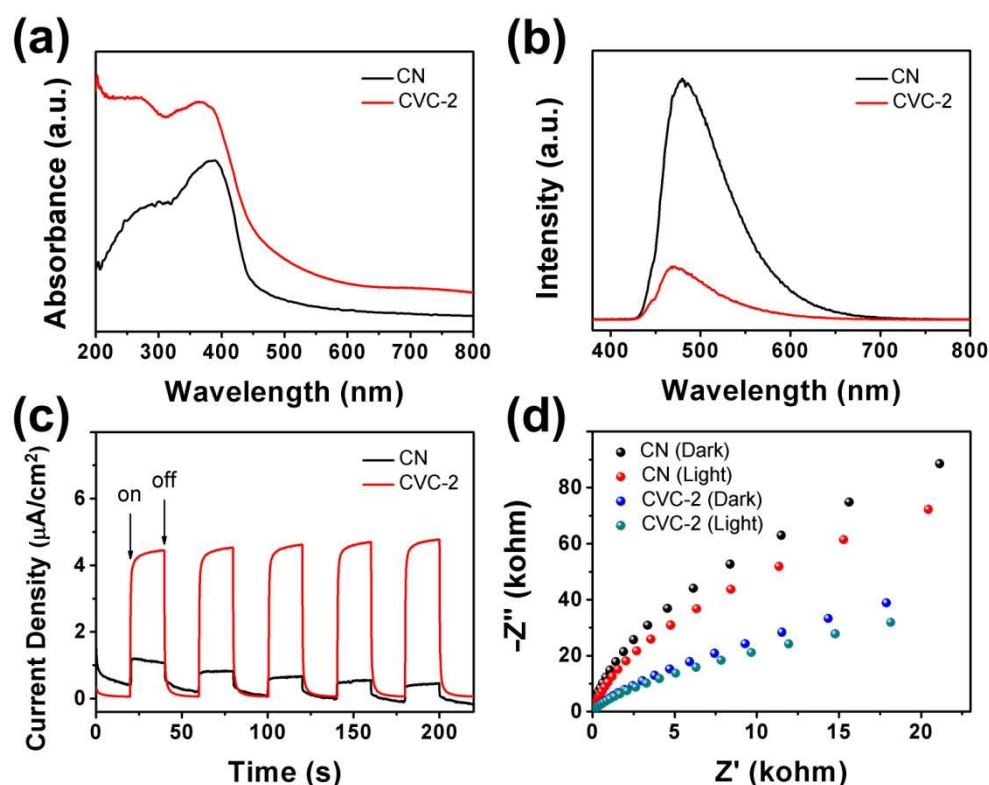 (a)
CN
CVC-2
Absorbance (a.u.)
200 300 400 500 600 700 800
Wavelength (nm)
(b)
CN
CVC-2
Intensity (a.u.)
400 500 600 700 800
Wavelength (nm)
(c)
CN
CVC-2
on
off
Current Density (μA/cm²)
6
4
2
0
0 50 100 150 200
Time (s)
(d)
CN (Dark)
CN (Light)
CVC-2 (Dark)
CVC-2 (Light)
-Z'' (kohm)
80
60
40
20
0
0 5 10 15 20
Z' (kohm)